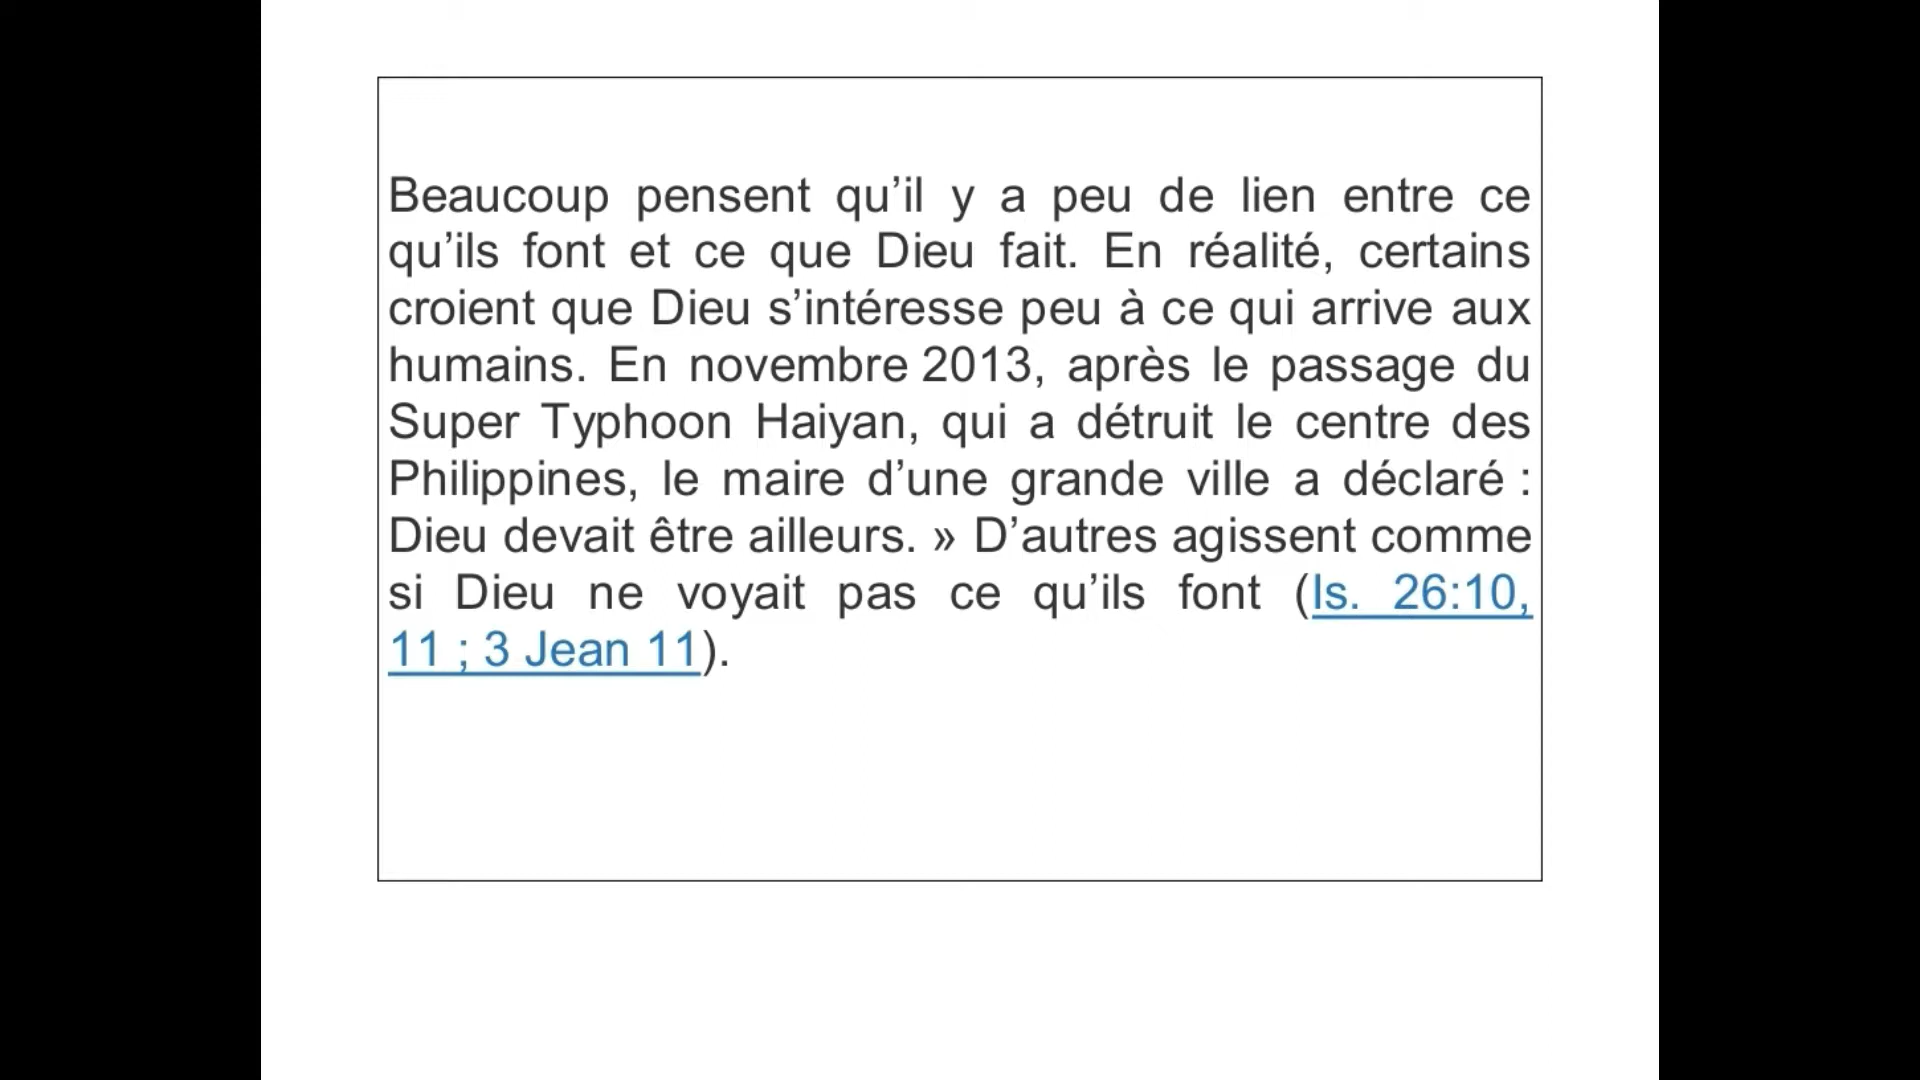 Beaucoup pensent qu’il y a peu de lien entre ce
qu’ils font et ce que Dieu fait. En réalité, certains
croient que Dieu s’intéresse peu à ce qui arrive aux
humains. En novembre 2013, après le passage du
Super Typhoon Haiyan, qui a détruit le centre des
Philippines, le maire d’une grande ville a déclaré :
Dieu devait être ailleurs. » D’autres agissent comme
si Dieu ne voyait pas ce qu’ils font (Is. 26:10,
11 ; 3 Jean 11).